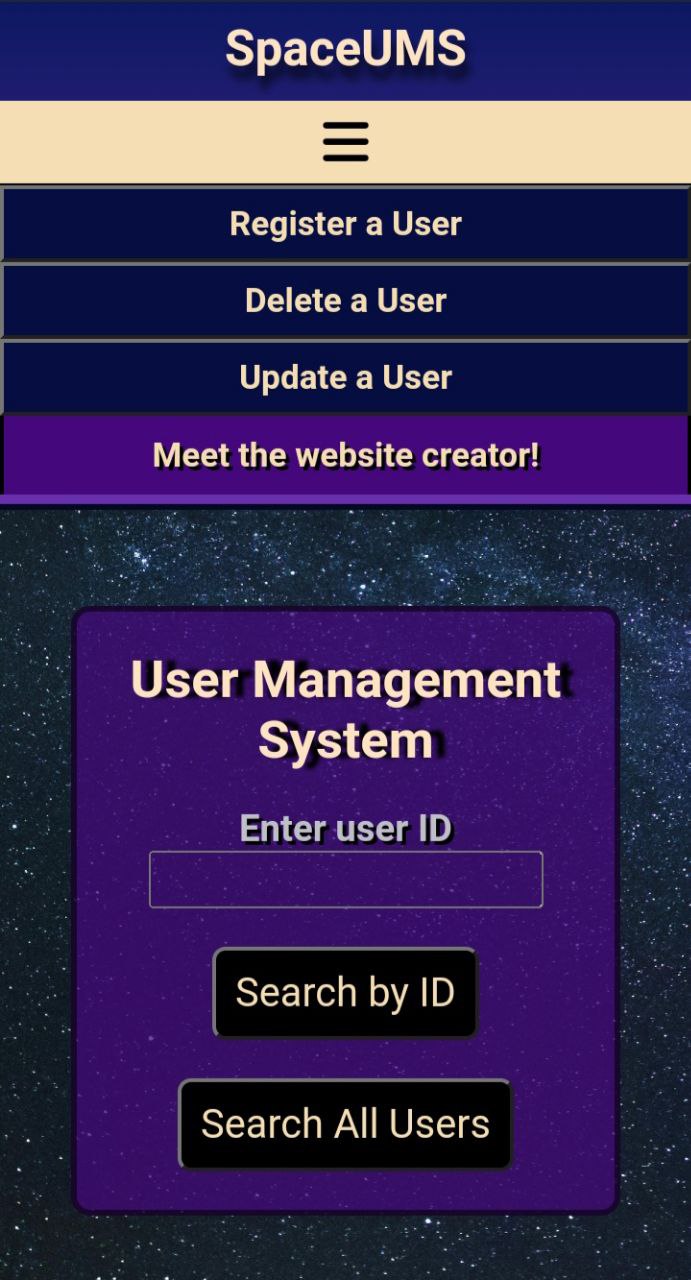 SpaceUMS
Register a User
Delete a User
Update a User
Meet the website creator!
User Management
System
Enter user ID
Search by ID
Search All Users